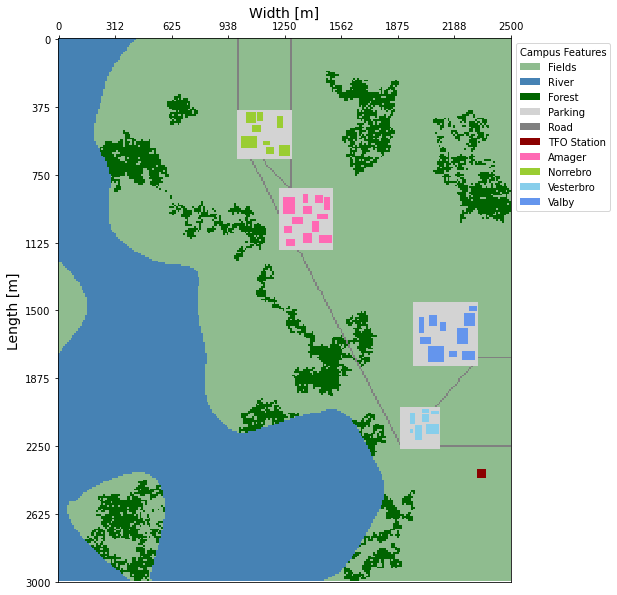 Width [m]
0 312 625 938 1250 1562 1875 2188 2500
Campus Features
Fields
River
Forest
Parking
Road
TFO Station
Amager
Norrebro
Vesterbro
Valby
Length [m]
0
375
750
1125
1500
1875
2250
2625
3000